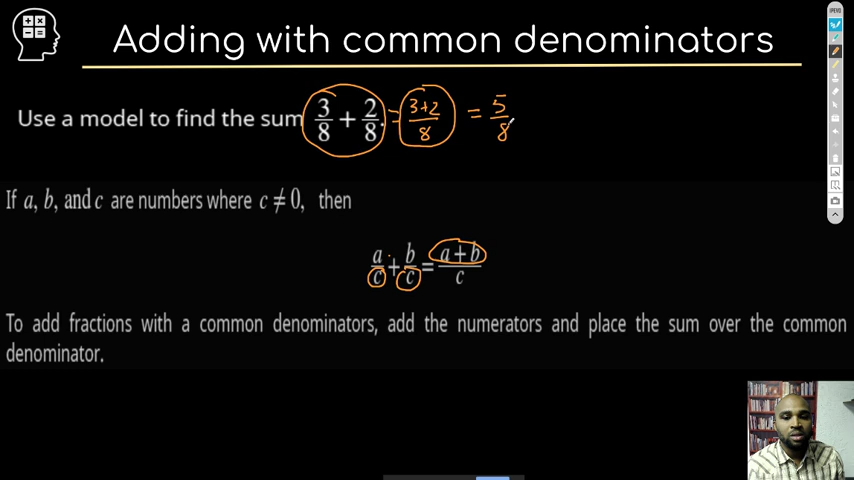 Adding with common denominators
Use a model to find the sum 3/8 + 2/8. = 3+2/8 = 5/8
If a, b, and c are numbers where c ≠ 0, then
a/c + b/c = a+b/c
To add fractions with a common denominators, add the numerators and place the sum over the common
denominator.